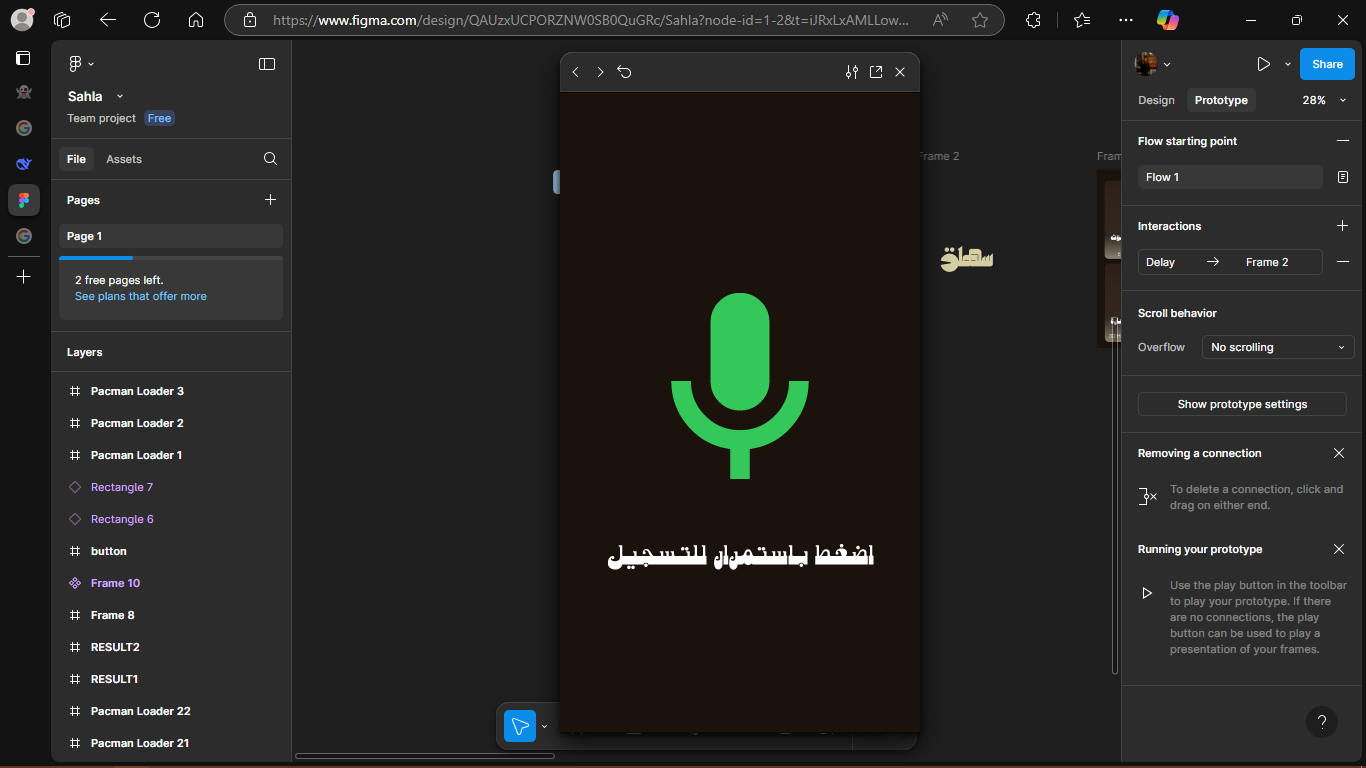 https://www.figma.com/design/QAUzxUCPORZNW0SB0QuGRc/Sahla?node-id=1-2&t=iJRxLxAMLLow...
Sahla
Team project Free
File Assets
Pages
Page 1
2 free pages left.
See plans that offer more
Layers
Pacman Loader 3
Pacman Loader 2
Pacman Loader 1
Rectangle 7
Rectangle 6
button
Frame 10
Frame 8
RESULT2
RESULT1
Pacman Loader 22
Pacman Loader 21
اضغط باستمرار للتسجيل
rame 2
Fram
Share
Design Prototype 28%
Flow starting point
Flow 1
Interactions
Delay → Frame 2
Scroll behavior
Overflow No scrolling
Show prototype settings
Removing a connection
To delete a connection, click and
drag on either end.
Running your prototype
Use the play button in the toolbar
to play your prototype. If there
are no connections, the play
button can be used to play a
presentation of your frames.
?